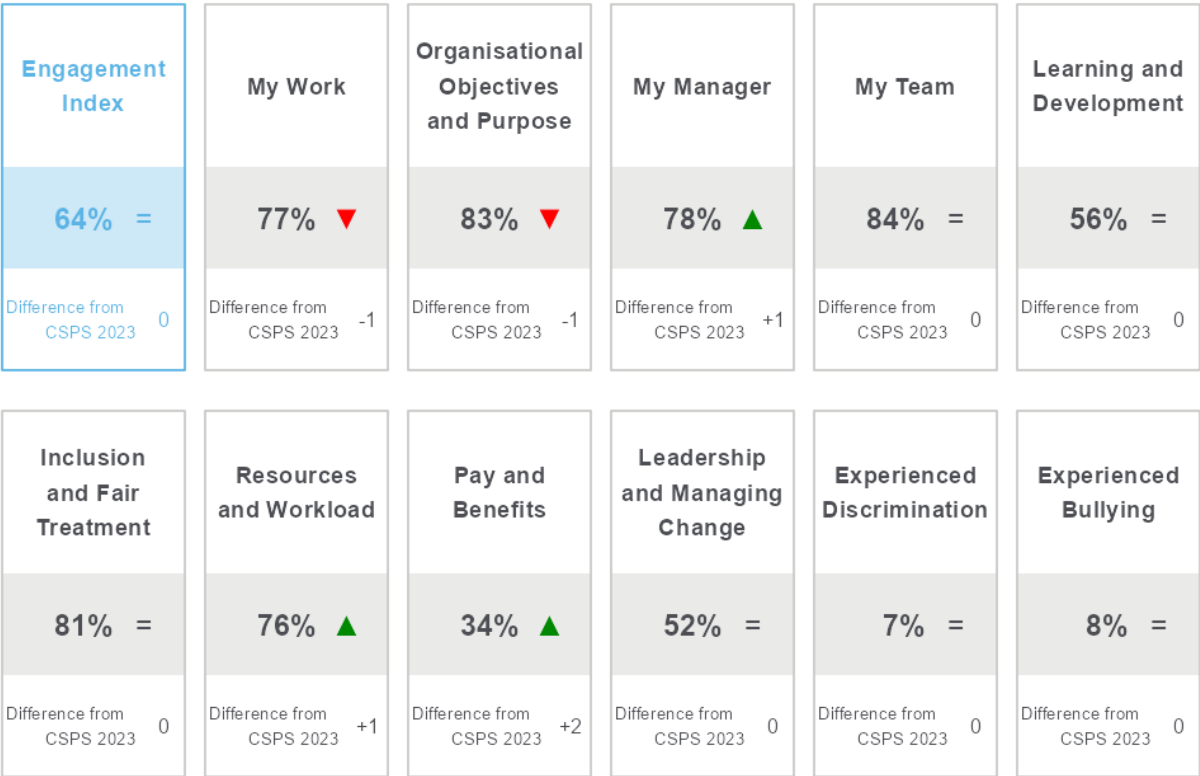 Engagement
Index
64% =
Difference from
CSPS 2023 0
My Work
77% ▼
Difference from
CSPS 2023 -1
Organisational
Objectives
and Purpose
83% ▼
Difference from
CSPS 2023 -1
My Manager
78% ▲
Difference from
CSPS 2023 +1
My Team
84% =
Difference from
CSPS 2023 0
Learning and
Development
56% =
Difference from
CSPS 2023 0
Inclusion
and Fair
Treatment
81% =
Difference from
CSPS 2023 0
Resources
and Workload
76% ▲
Difference from
CSPS 2023 +1
Pay and
Benefits
34% ▲
Difference from
CSPS 2023 +2
Leadership
and Managing
Change
52% =
Difference from
CSPS 2023 0
Experienced
Discrimination
7% =
Difference from
CSPS 2023 0
Experienced
Bullying
8% =
Difference from
CSPS 2023 0